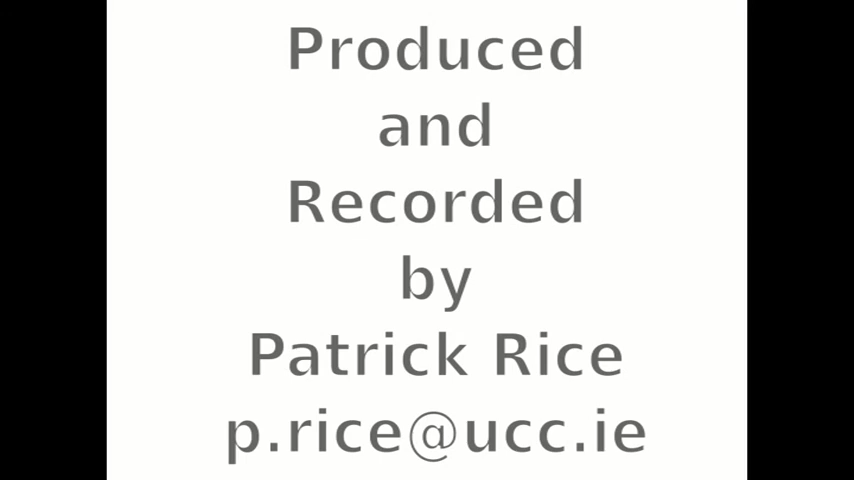 Produced
and
Recorded
by
Patrick Rice
p.rice@ucc.ie